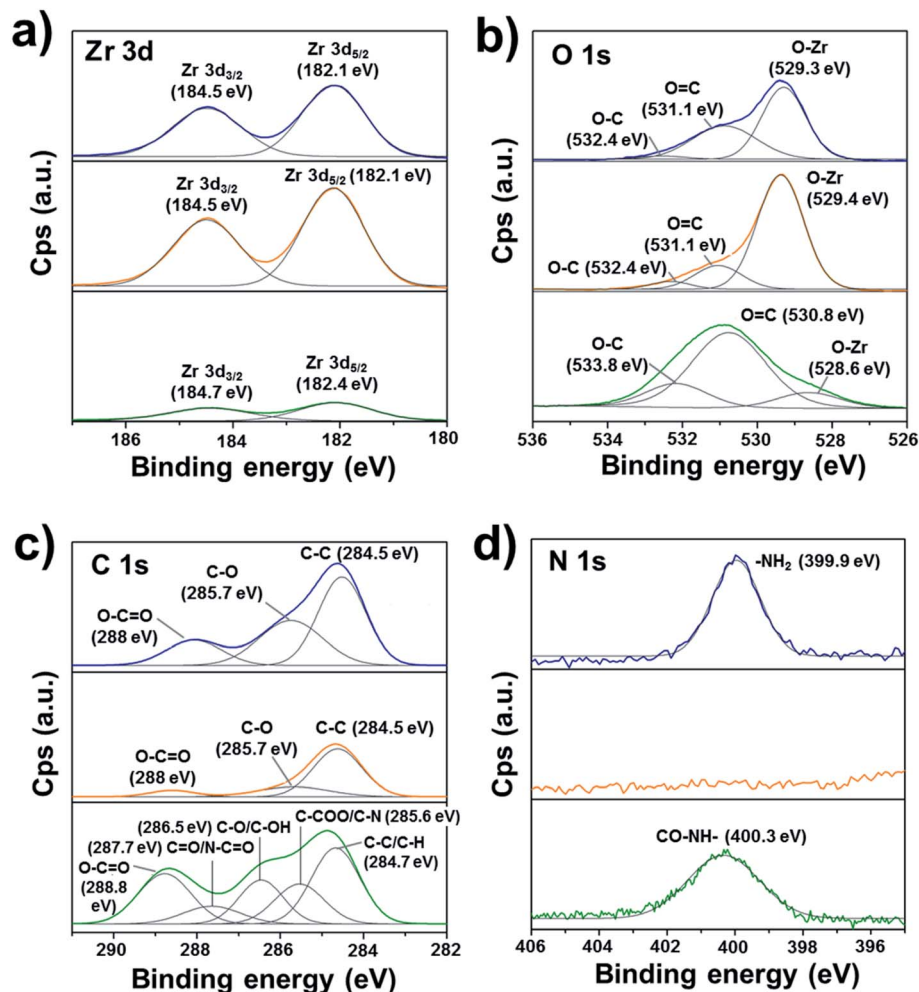 a)
Zr 3d
Zr 3d3/2
(184.5 eV)
Zr 3d5/2
(182.1 eV)
Zr 3d3/2
(184.5 eV)
Zr 3d5/2 (182.1 eV)
Zr 3d3/2
(184.7 eV)
Zr 3d5/2
(182.4 eV)
Cps (a.u.)
186 184 182 180
Binding energy (eV)
b)
O 1s
O-Zr
(529.3 eV)
O=C
(531.1 eV)
O-C
(532.4 eV)
O-Zr
(529.4 eV)
O=C
(531.1 eV)
O-C (532.4 eV)
O=C (530.8 eV)
O-C
(533.8 eV)
O-Zr
(528.6 eV)
Cps (a.u.)
536 534 532 530 528 526
Binding energy (eV)
c)
C 1s
C-C (284.5 eV)
C-O
(285.7 eV)
O-C=O
(288 eV)
C-O
(285.7 eV)
C-C (284.5 eV)
O-C=O
(288 eV)
C-COO/C-N (285.6 eV)
(286.5 eV) C-O/C-OH
(287.7 eV) C=O/N-C=O
O-C=O
(288.8
eV)
C-C/C-H
(284.7 eV)
Cps (a.u.)
290 288 286 284 282
Binding energy (eV)
d)
N 1s
-NH2 (399.9 eV)
CO-NH- (400.3 eV)
Cps (a.u.)
406 404 402 400 398 396
Binding energy (eV)